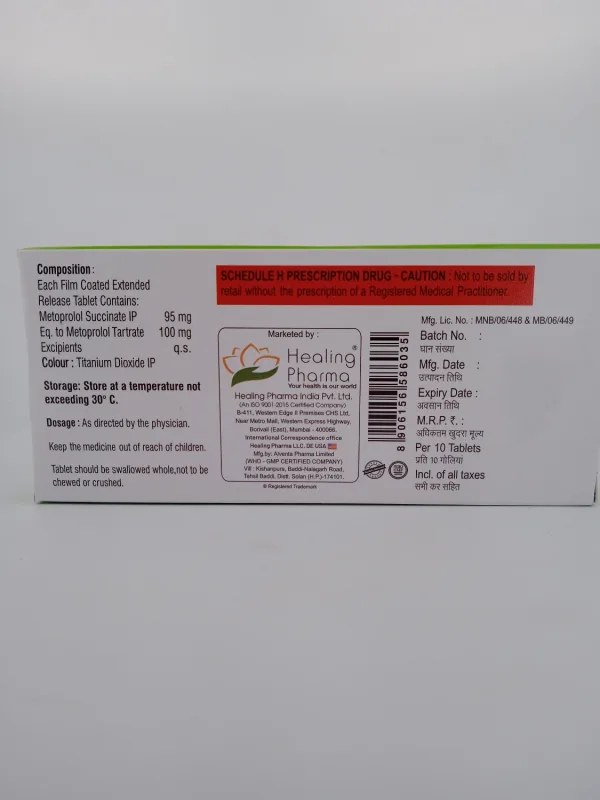 Composition :
Each Film Coated Extended
Release Tablet Contains:
Metoprolol Succinate IP 95 mg
Eq. to Metoprolol Tartrate 100 mg
Excipients q.s.
Colour : Titanium Dioxide IP
Storage: Store at a temperature not
exceeding 30° C.
Dosage : As directed by the physician.
Keep the medicine out of reach of children.
Tablet should be swallowed whole,not to be
chewed or crushed.
SCHEDULE H PRESCRIPTION DRUG - CAUTION : Not to be sold by
retail without the prescription of a Registered Medical Practitioner.
Marketed by :
Healing®
Pharma
Your health is our world
Healing Pharma India Pvt. Ltd.
(An ISO 9001-2015 Certified Company)
B-411, Western Edge II Premises CHS Ltd,
Near Metro Mall, Western Express Highway,
Borivali (East), Mumbai - 400066.
International Correspondence office
Healing Pharma LLC. DE USA
Mfg.by: Aivanta Pharma Limited
(WHO - GMP CERTIFIED COMPANY)
Vill : Kishanpura, Baddi-Nalagarh Road,
Tehsil Baddi, Distt. Solan (H.P.)-174101.
® Registered Trademark
8 906156 586035
Mfg. Lic. No. : MNB/06/448 & MB/06/449
Batch No. :
घान संख्या
Mfg. Date :
उत्पादन तिथि
Expiry Date :
अवसान तिथि
M.R.P. ₹. :
अधिकतम खुदरा मूल्य
Per 10 Tablets
प्रति 10 गोलियां
Incl. of all taxes
सभी कर सहित